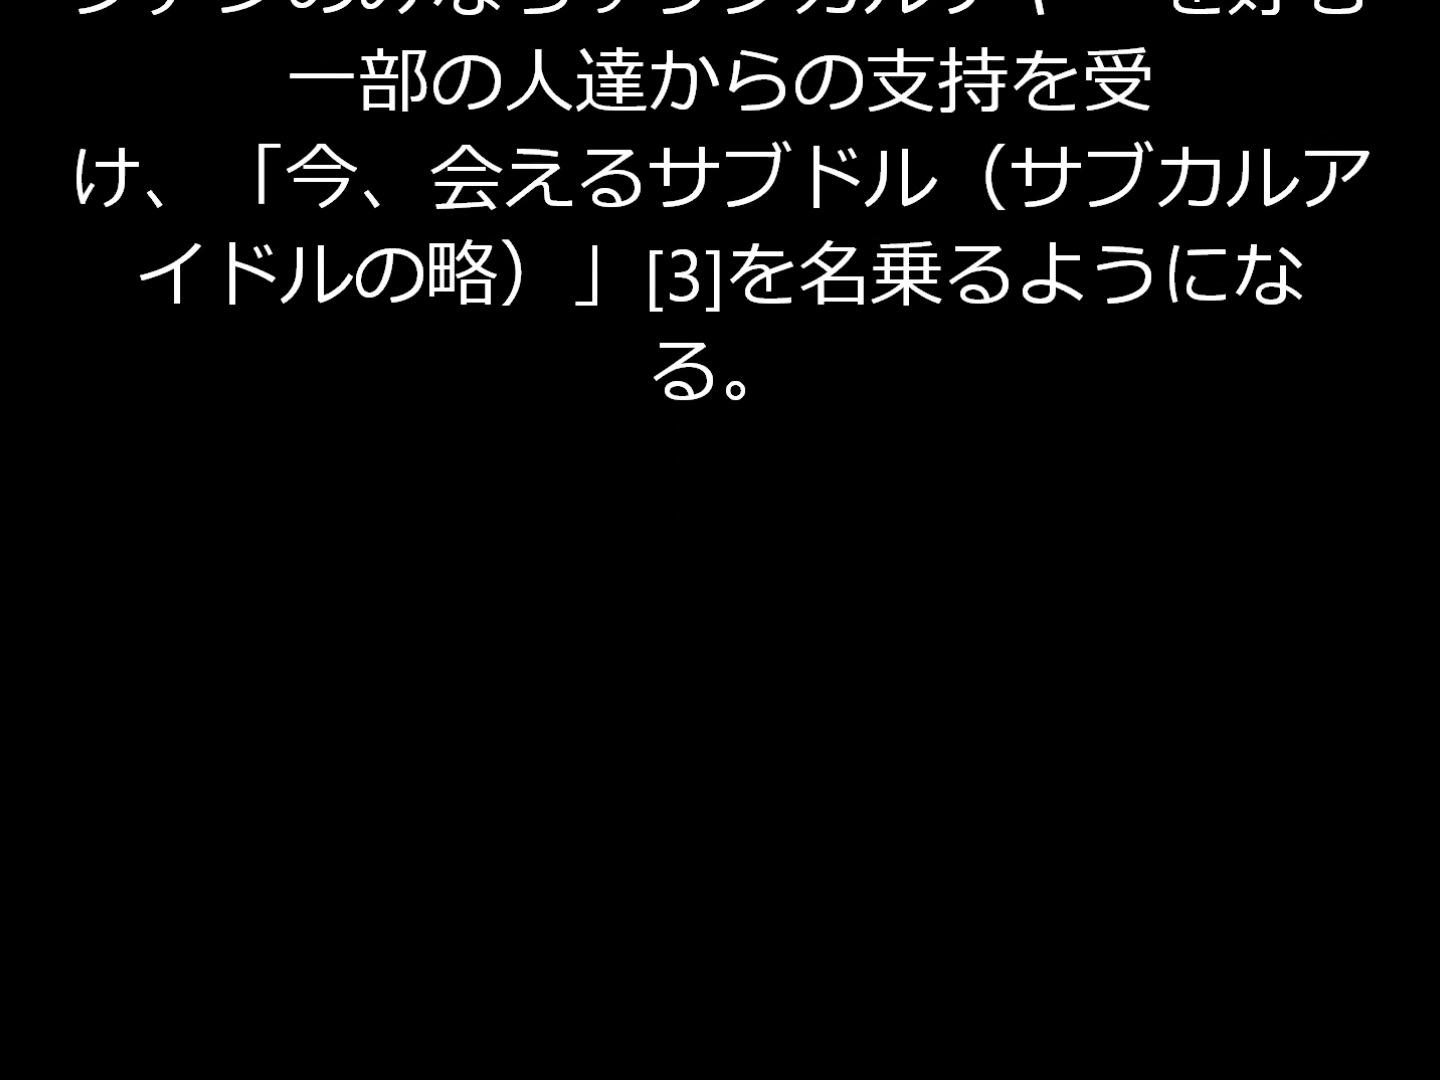 一部の人達からの支持を受
け、「今、会えるサブドル（サブカルア
イドルの略）」[3]を名乗るようにな
る。